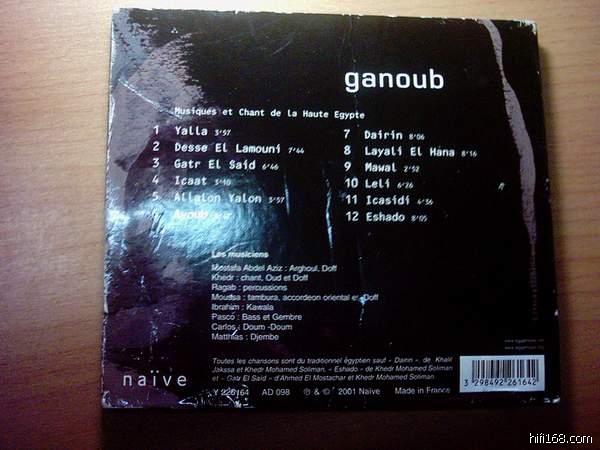 ganoub
Musiques et Chant de la Haute Egypte
1 Yalla 3'57
2 Desse El Lamouni 7'44
3 Gatr El Said 6'46
4 Icaat 3'10
5 Allalon Yalon 3'57
Ayoub
7 Dairin 8'06
8 Layali El Hana 8'16
9 Mawal 2'52
10 Leli 6'26
11 Icasidi 4'36
12 Eshado 8'05
Les musiciens
Mostafa Abdel Aziz : Arghoul, Doff
Khedr : chant, Oud et Doff
Ragab : percussions
Moussa : tambura, accordeon oriental et Doff
Ibrahim : Kawala
Pasco : Bass et Gembre
Carlos : Doum -Doum
Matthias : Djembe
Toutes les chansons sont du traditionnel égyptien sauf - Dairin -, de Khalil
Jakssa et Khedr Mohamed Soliman, - Eshado - de Khedr Mohamed Soliman
et - Gatr El Said - d'Ahmed El Mostachar et Khedr Mohamed Soliman
naïve
Y 226164 AD 098 ℗ & © 2001 Naïve Made in France
3 298492 261642
hifi168.com